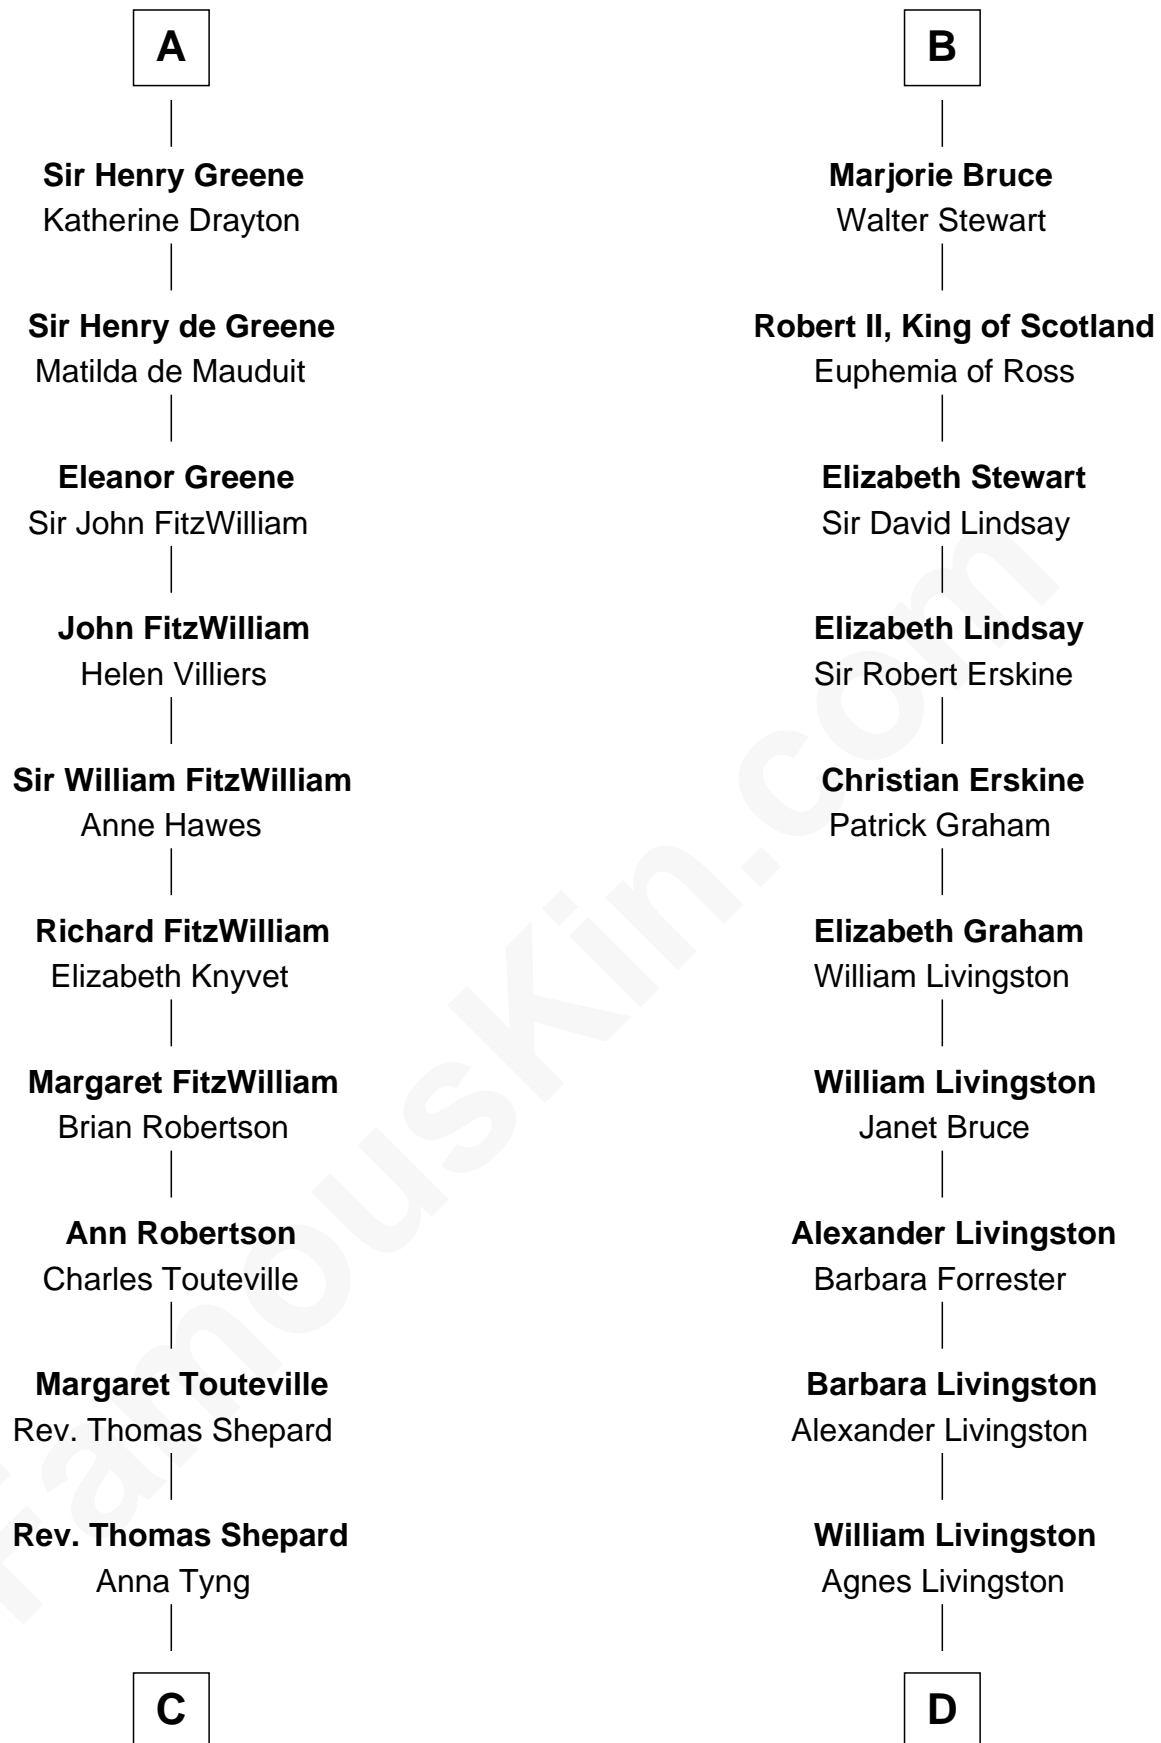 A
Sir Henry Greene
Katherine Drayton
Sir Henry de Greene
Matilda de Mauduit
Eleanor Greene
Sir John FitzWilliam
John FitzWilliam
Helen Villiers
Sir William FitzWilliam
Anne Hawes
Richard FitzWilliam
Elizabeth Knyvet
Margaret FitzWilliam
Brian Robertson
Ann Robertson
Charles Touteville
Margaret Touteville
Rev. Thomas Shepard
Rev. Thomas Shepard
Anna Tyng
C
B
Marjorie Bruce
Walter Stewart
Robert II, King of Scotland
Euphemia of Ross
Elizabeth Stewart
Sir David Lindsay
Elizabeth Lindsay
Sir Robert Erskine
Christian Erskine
Patrick Graham
Elizabeth Graham
William Livingston
William Livingston
Janet Bruce
Alexander Livingston
Barbara Forrester
Barbara Livingston
Alexander Livingston
William Livingston
Agnes Livingston
D
FamousKin.com